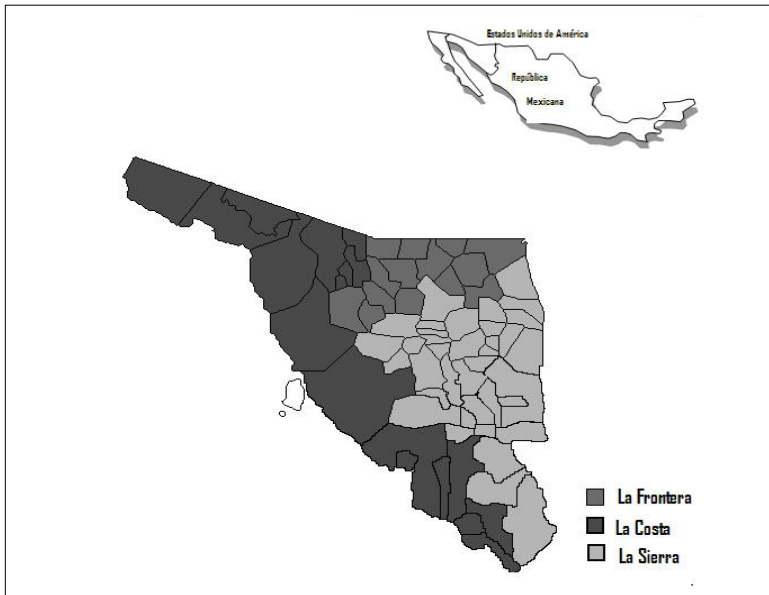 Estados Unidos de América
República
Mexicana
La Frontera
La Costa
La Sierra